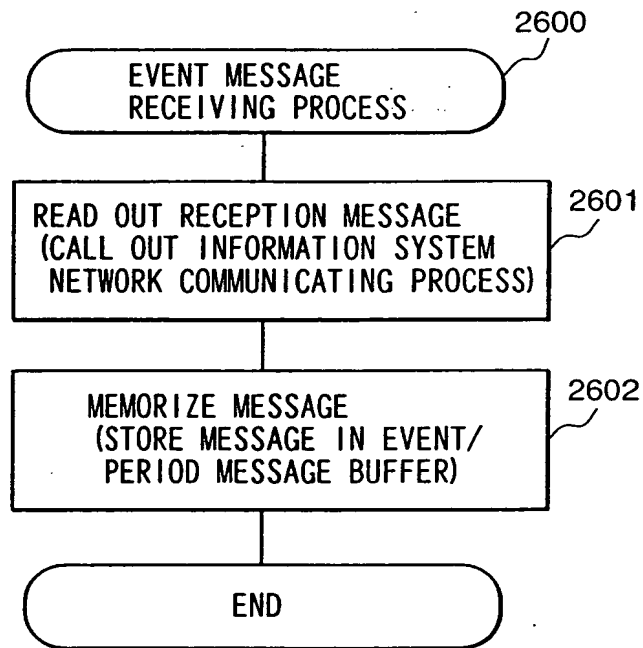 2600
EVENT MESSAGE
RECEIVING PROCESS
READ OUT RECEPTION MESSAGE
(CALL OUT INFORMATION SYSTEM
NETWORK COMMUNICATING PROCESS)
2601
MEMORIZE MESSAGE
(STORE MESSAGE IN EVENT/
PERIOD MESSAGE BUFFER)
2602
END